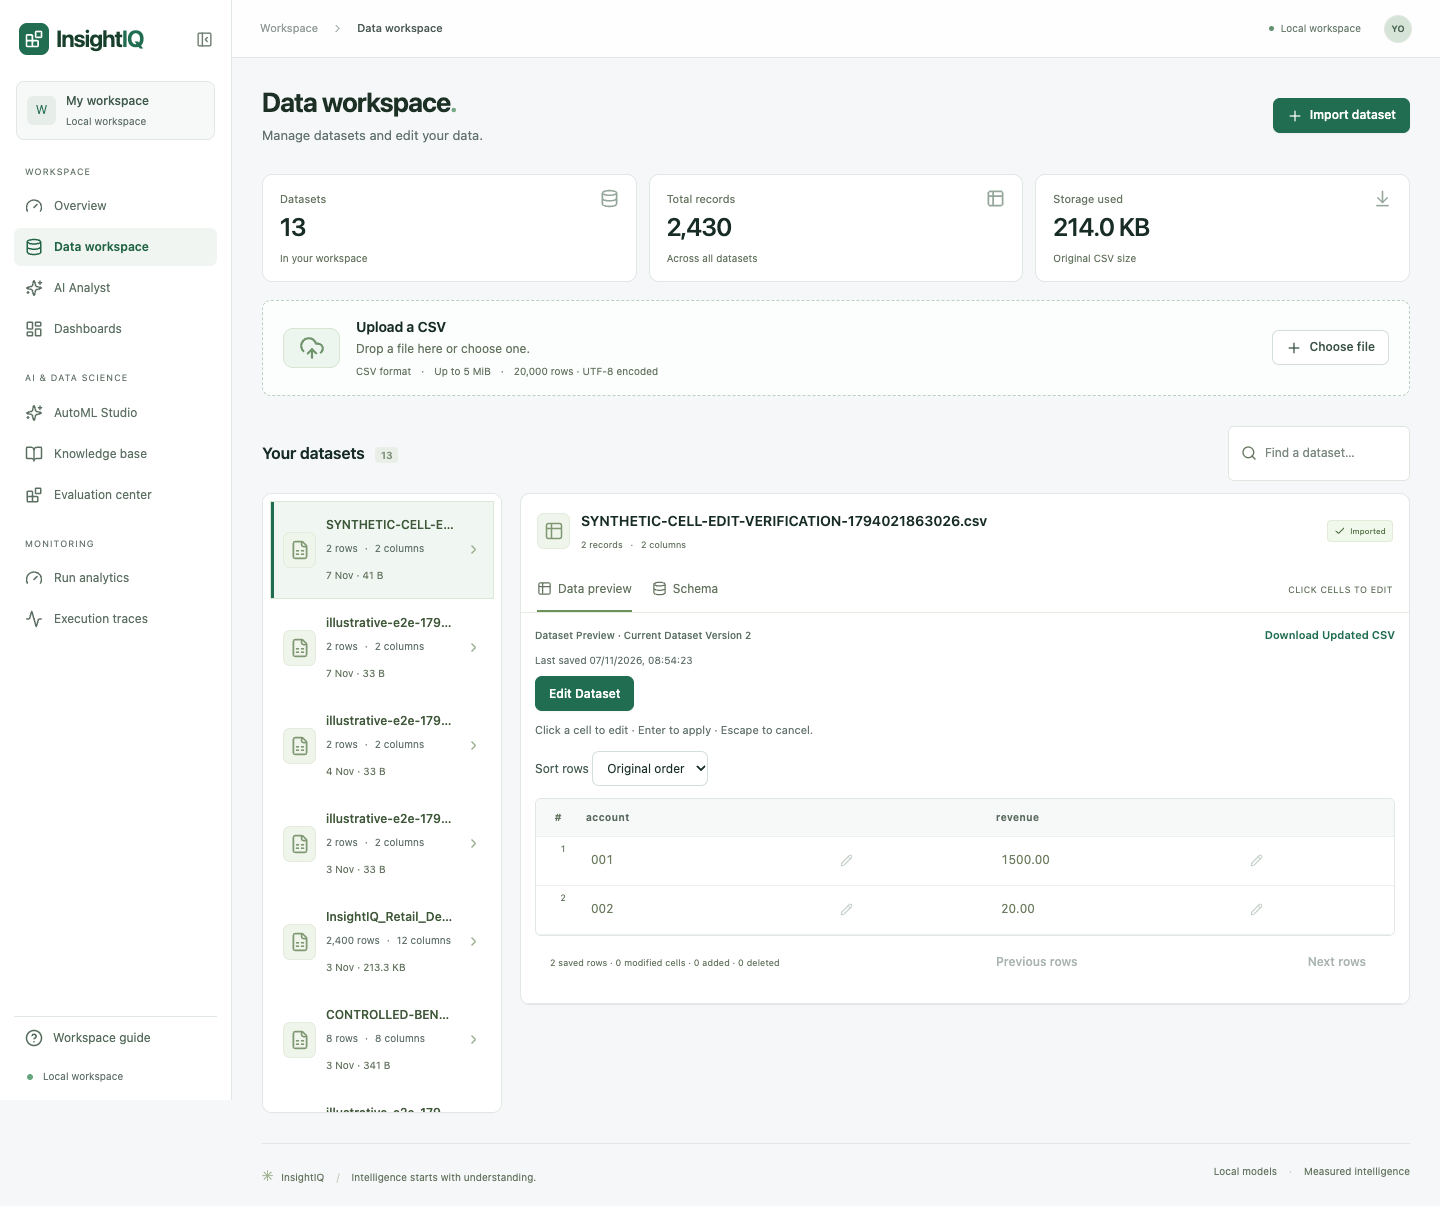 InsightIQ
W
My workspace
Local workspace
WORKSPACE
Overview
Data workspace
AI Analyst
Dashboards
AI & DATA SCIENCE
AutoML Studio
Knowledge base
Evaluation center
MONITORING
Run analytics
Execution traces
Workspace guide
Local workspace
Workspace > Data workspace
Local workspace
YO
Data workspace.
Manage datasets and edit your data.
+ Import dataset
Datasets
13
In your workspace
Total records
2,430
Across all datasets
Storage used
214.0 KB
Original CSV size
Upload a CSV
Drop a file here or choose one.
CSV format · Up to 5 MiB · 20,000 rows · UTF-8 encoded
+ Choose file
Your datasets 13
Find a dataset...
SYNTHETIC-CELL-E...
2 rows · 2 columns
7 Nov · 41 B
illustrative-e2e-179...
2 rows · 2 columns
7 Nov · 33 B
illustrative-e2e-179...
2 rows · 2 columns
4 Nov · 33 B
illustrative-e2e-179...
2 rows · 2 columns
3 Nov · 33 B
InsightIQ_Retail_De...
2,400 rows · 12 columns
3 Nov · 213.3 KB
CONTROLLED-BEN...
8 rows · 8 columns
3 Nov · 341 B
SYNTHETIC-CELL-EDIT-VERIFICATION-1794021863026.csv
2 records · 2 columns
Imported
Data preview
Schema
CLICK CELLS TO EDIT
Dataset Preview · Current Dataset Version 2
Download Updated CSV
Last saved 07/11/2026, 08:54:23
Edit Dataset
Click a cell to edit · Enter to apply · Escape to cancel.
Sort rows Original order
# account revenue
1 001 1500.00
2 002 20.00
2 saved rows · 0 modified cells · 0 added · 0 deleted
Previous rows
Next rows
InsightIQ / Intelligence starts with understanding.
Local models · Measured intelligence